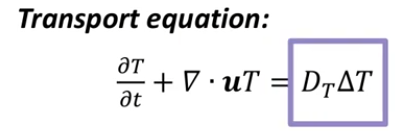 Transport equation:
∂T/∂t + ∇ · uT = D_TΔT